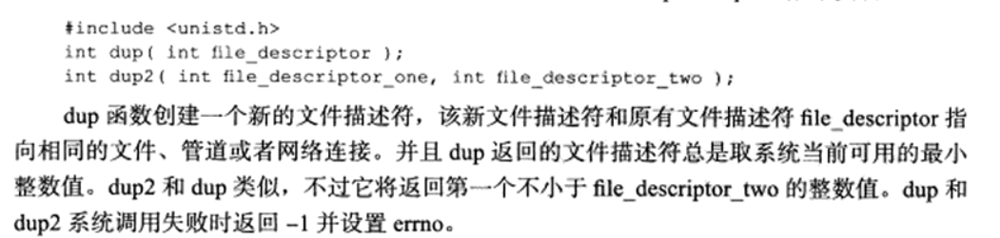 #include <unistd.h>
int dup( int file_descriptor );
int dup2( int file_descriptor_one, int file_descriptor_two );
dup 函数创建一个新的文件描述符，该新文件描述符和原有文件描述符 file_descriptor 指
向相同的文件、管道或者网络连接。并且 dup 返回的文件描述符总是取系统当前可用的最小
整数值。dup2 和 dup 类似，不过它将返回第一个不小于 file_descriptor_two 的整数值。dup 和
dup2 系统调用失败时返回 -1 并设置 errno。